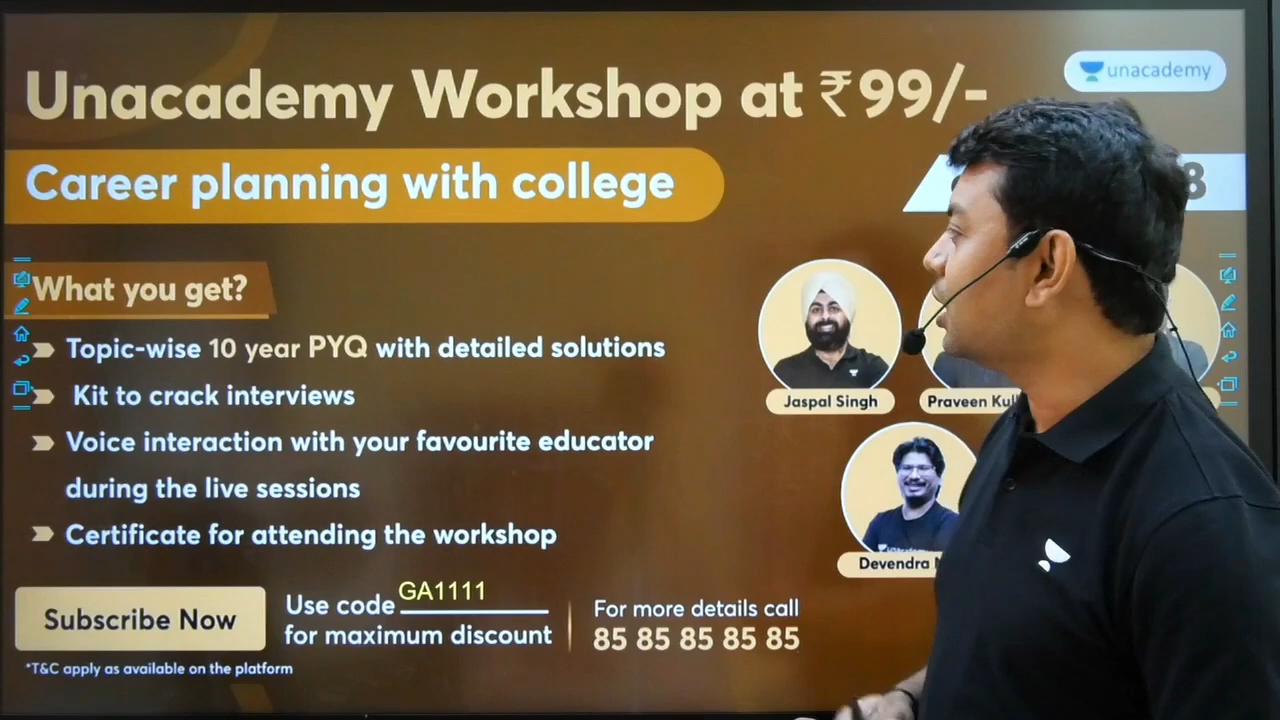 Unacademy Workshop at ₹99/-
unacademy
Career planning with college
8
What you get?
Topic-wise 10 year PYQ with detailed solutions
Kit to crack interviews
Voice interaction with your favourite educator
during the live sessions
Certificate for attending the workshop
Jaspal Singh
Praveen
Devendra
Subscribe Now
Use code GA1111
for maximum discount
For more details call
85 85 85 85 85
*T&C apply as available on the platform